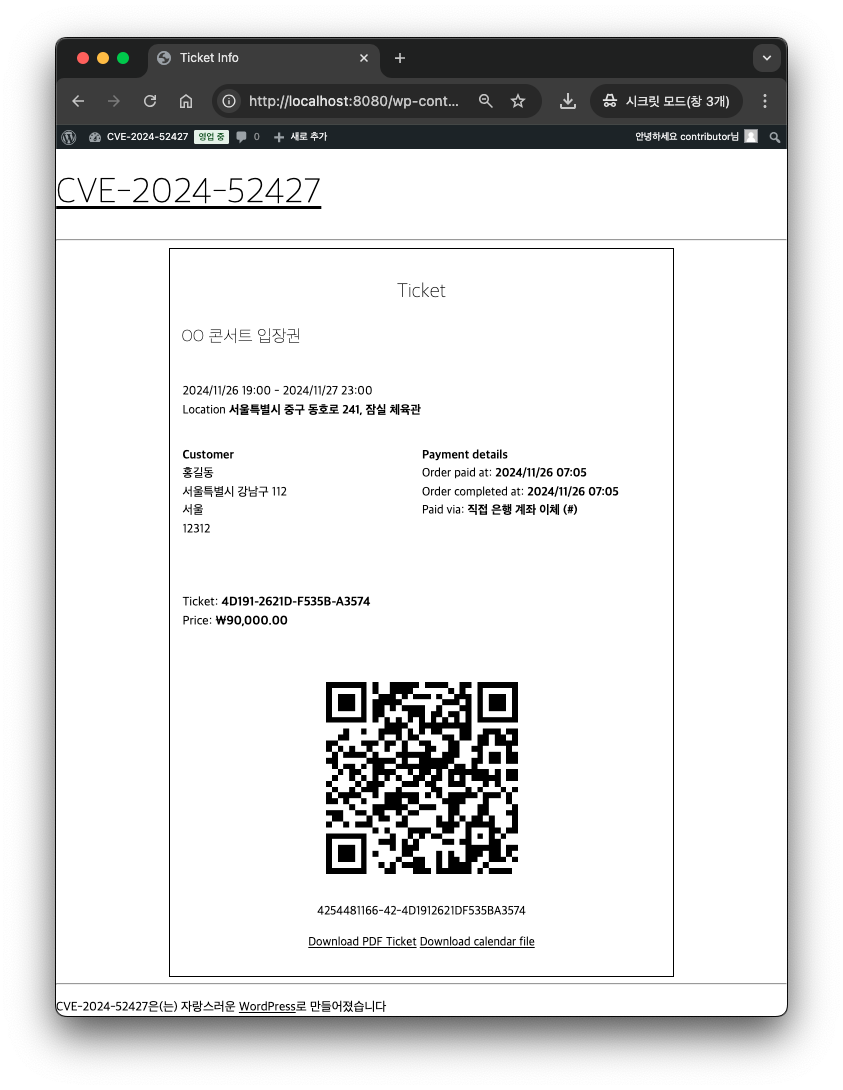 Ticket Info
http://localhost:8080/wp-cont...
시크릿 모드(창 3개)
CVE-2024-52427 영업 중 0 새로 추가
안녕하세요 contributor님
CVE-2024-52427
Ticket
OO 콘서트 입장권
2024/11/26 19:00 - 2024/11/27 23:00
Location 서울특별시 중구 동호로 241, 잠실 체육관
Customer
홍길동
서울특별시 강남구 112
서울
12312
Payment details
Order paid at: 2024/11/26 07:05
Order completed at: 2024/11/26 07:05
Paid via: 직접 은행 계좌 이체 (#)
Ticket: 4D191-2621D-F535B-A3574
Price: ₩90,000.00
4254481166-42-4D1912621DF535BA3574
Download PDF Ticket Download calendar file
CVE-2024-52427은(는) 자랑스러운 WordPress로 만들어졌습니다